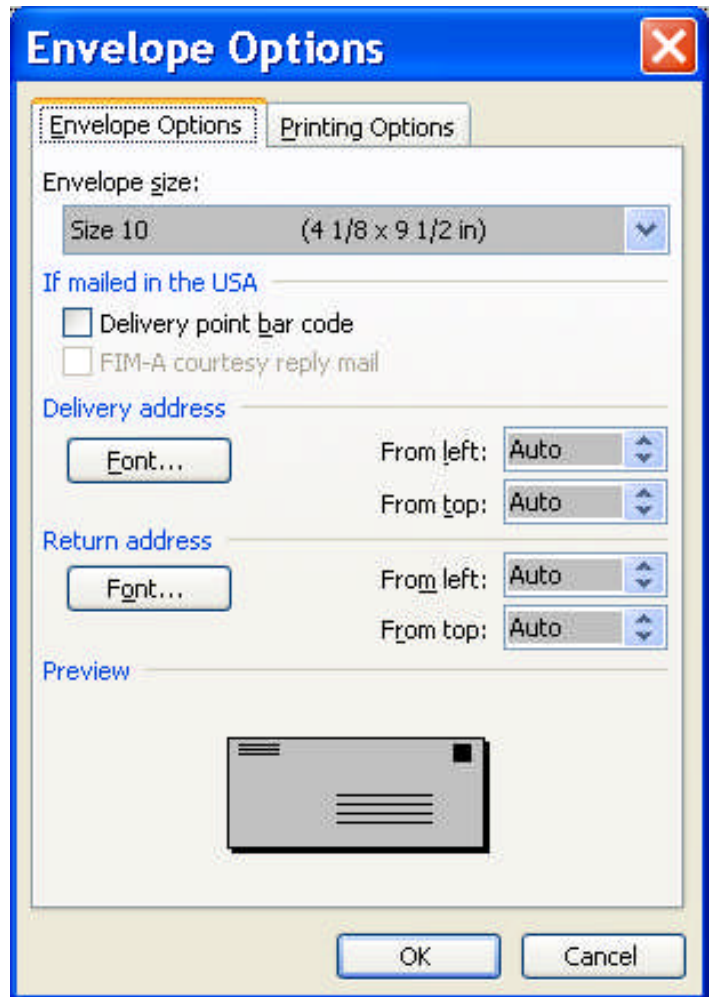 Envelope Options
Envelope Options Printing Options
Envelope size:
Size 10 (4 1/8 x 9 1/2 in)
If mailed in the USA
Delivery point bar code
FIM-A courtesy reply mail
Delivery address
Font... From left: Auto
From top: Auto
Return address
Font... From left: Auto
From top: Auto
Preview
OK Cancel